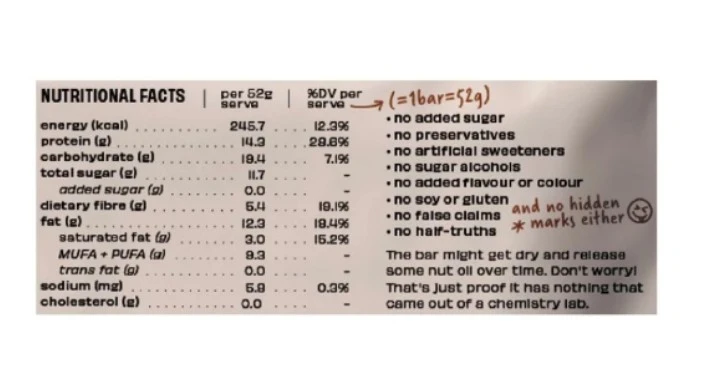 NUTRITIONAL FACTS | per 52g serve | %DV per serve → (=1bar=52g)
energy (kcal) .......... 245.7 .... 12.3%
protein (g) .......... 14.3 .... 28.6%
carbohydrate (g) .......... 19.4 .... 7.1%
total sugar (g) .......... 11.7 .... -
added sugar (g) .......... 0.0 .... -
dietary fibre (g) .......... 5.4 .... 19.1%
fat (g) .......... 12.3 .... 18.4%
saturated fat (g) .......... 3.0 .... 15.2%
MUFA + PUFA (g) .......... 9.3 .... -
trans fat (g) .......... 0.0 .... -
sodium (mg) .......... 5.9 .... 0.3%
cholesterol (g) .......... 0.0 .... -
• no added sugar
• no preservatives
• no artificial sweeteners
• no sugar alcohols
• no added flavour or colour
• no soy or gluten
• no false claims
• no half-truths
and no hidden
* marks either
The bar might get dry and release
some nut oil over time. Don't worry!
That's just proof it has nothing that
came out of a chemistry lab.